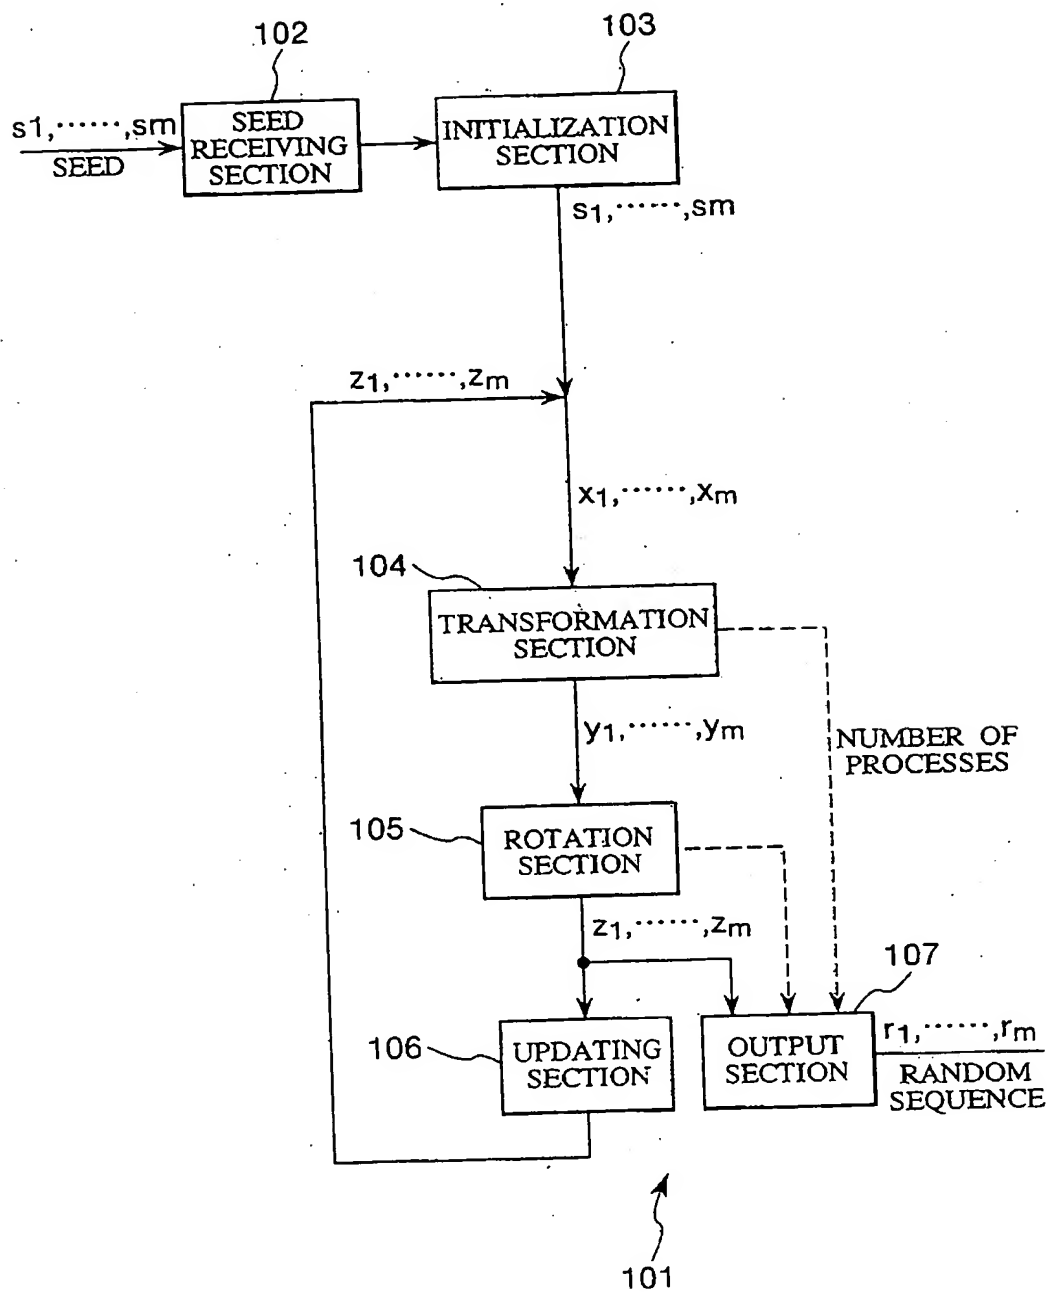 102
103
s1,......,sm
SEED
SEED
RECEIVING
SECTION
INITIALIZATION
SECTION
s1,......,sm
z1,......,zm
x1,......,xm
104
TRANSFORMATION
SECTION
y1,......,ym
NUMBER OF
PROCESSES
105
ROTATION
SECTION
z1,......,zm
107
106
UPDATING
SECTION
OUTPUT
SECTION
r1,......,rm
RANDOM
SEQUENCE
101